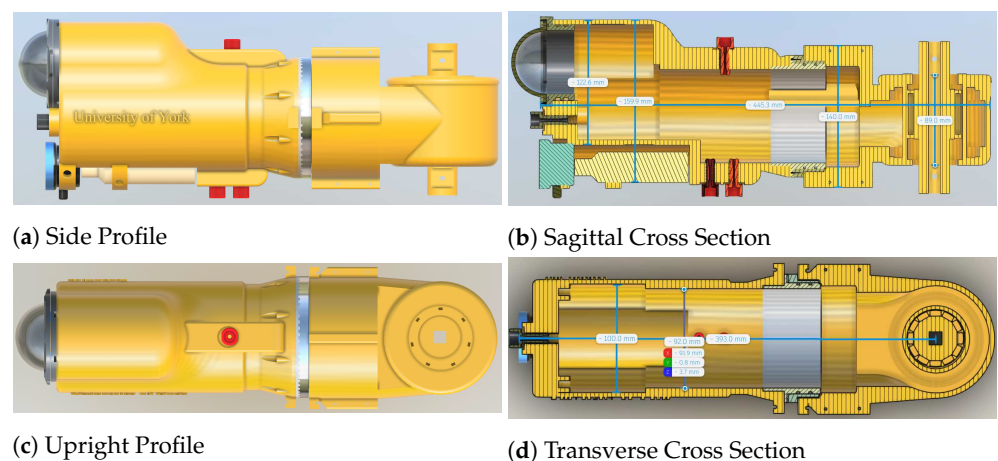 University of York
- 122.6 mm
- 159.9 mm
- 445.3 mm
- 140.0 mm
- 89.0 mm
(a) Side Profile
(b) Sagittal Cross Section
- 100.0 mm
- 92.0 mm
- 393.0 mm
- 91.9 mm
- 0.8 mm
- 3.7 mm
(c) Upright Profile
(d) Transverse Cross Section